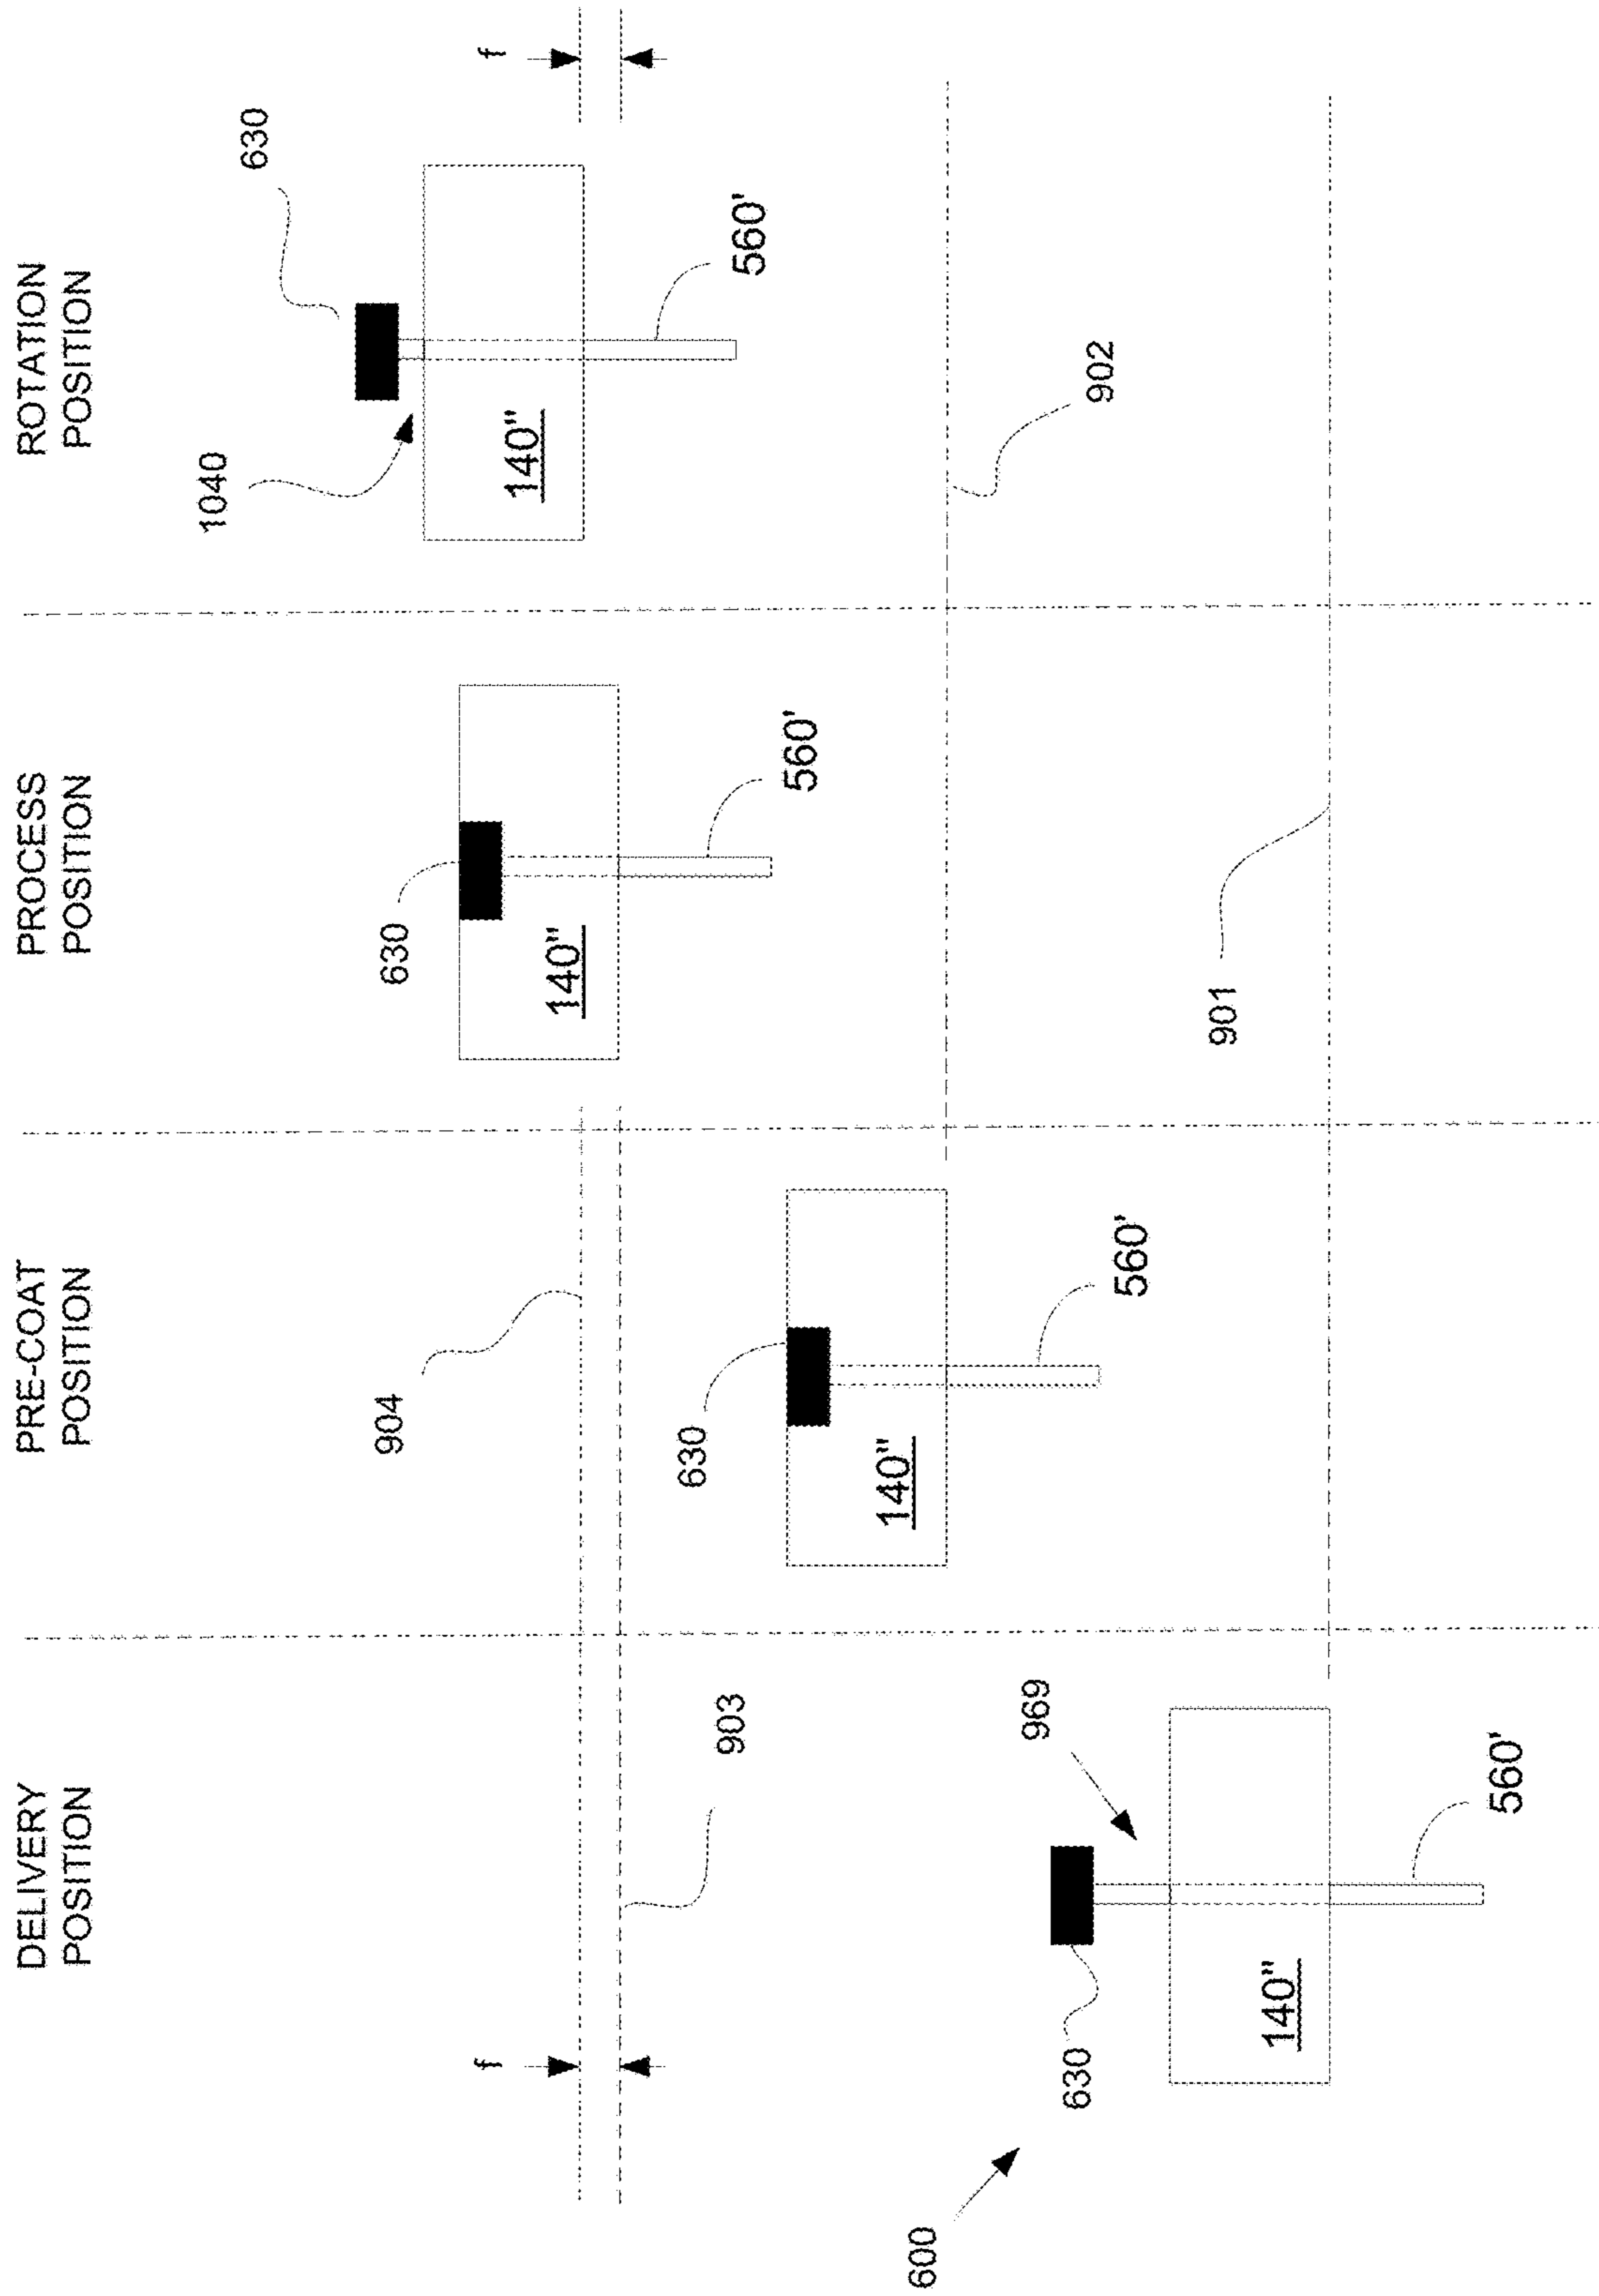 DELIVERY
POSITION
f
903
600
969
630
140"
560'
PRE-COAT
POSITION
904
630
140"
560'
PROCESS
POSITION
630
140"
560'
901
ROTATION
POSITION
1040
630
f
140"
560'
902